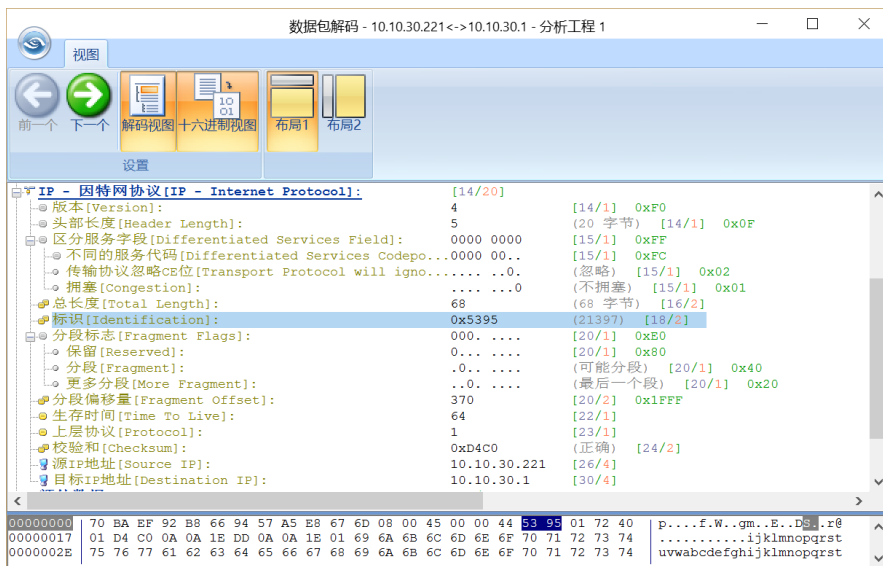 数据包解码 - 10.10.30.221<->10.10.30.1 - 分析工程 1
视图
前一个 下一个 解码视图 十六进制视图 布局1 布局2
设置
IP - 因特网协议[IP - Internet Protocol]: [14/20]
版本[Version]: 4 [14/1] 0xF0
头部长度[Header Length]: 5 (20 字节) [14/1] 0x0F
区分服务字段[Differentiated Services Field]: 0000 0000 [15/1] 0xFF
不同的服务代码[Differentiated Services Codepo...0000 00.. [15/1] 0xFC
传输协议忽略CE位[Transport Protocol will igno....... ..0. (忽略) [15/1] 0x02
拥塞[Congestion]: .... ...0 (不拥塞) [15/1] 0x01
总长度[Total Length]: 68 (68 字节) [16/2]
标识[Identification]: 0x5395 (21397) [18/2]
分段标志[Fragment Flags]: 000. .... [20/1] 0xE0
保留[Reserved]: 0... .... [20/1] 0x80
分段[Fragment]: .0.. .... (可能分段) [20/1] 0x40
更多分段[More Fragment]: ..0. .... (最后一个段) [20/1] 0x20
分段偏移量[Fragment Offset]: 370 [20/2] 0x1FFF
生存时间[Time To Live]: 64 [22/1]
上层协议[Protocol]: 1 [23/1]
校验和[Checksum]: 0xD4C0 (正确) [24/2]
源IP地址[Source IP]: 10.10.30.221 [26/4]
目标IP地址[Destination IP]: 10.10.30.1 [30/4]
00000000 70 BA EF 92 B8 66 94 57 A5 E8 67 6D 08 00 45 00 00 44 53 95 01 72 40 p....f.W..gm..E..DS..r@
00000017 01 D4 C0 0A 0A 1E DD 0A 0A 1E 01 69 6A 6B 6C 6D 6E 6F 70 71 72 73 74 ...........ijklmnopqrst
0000002E 75 76 77 61 62 63 64 65 66 67 68 69 6A 6B 6C 6D 6E 6F 70 71 72 73 74 uvwabcdefghijklmnopqrst